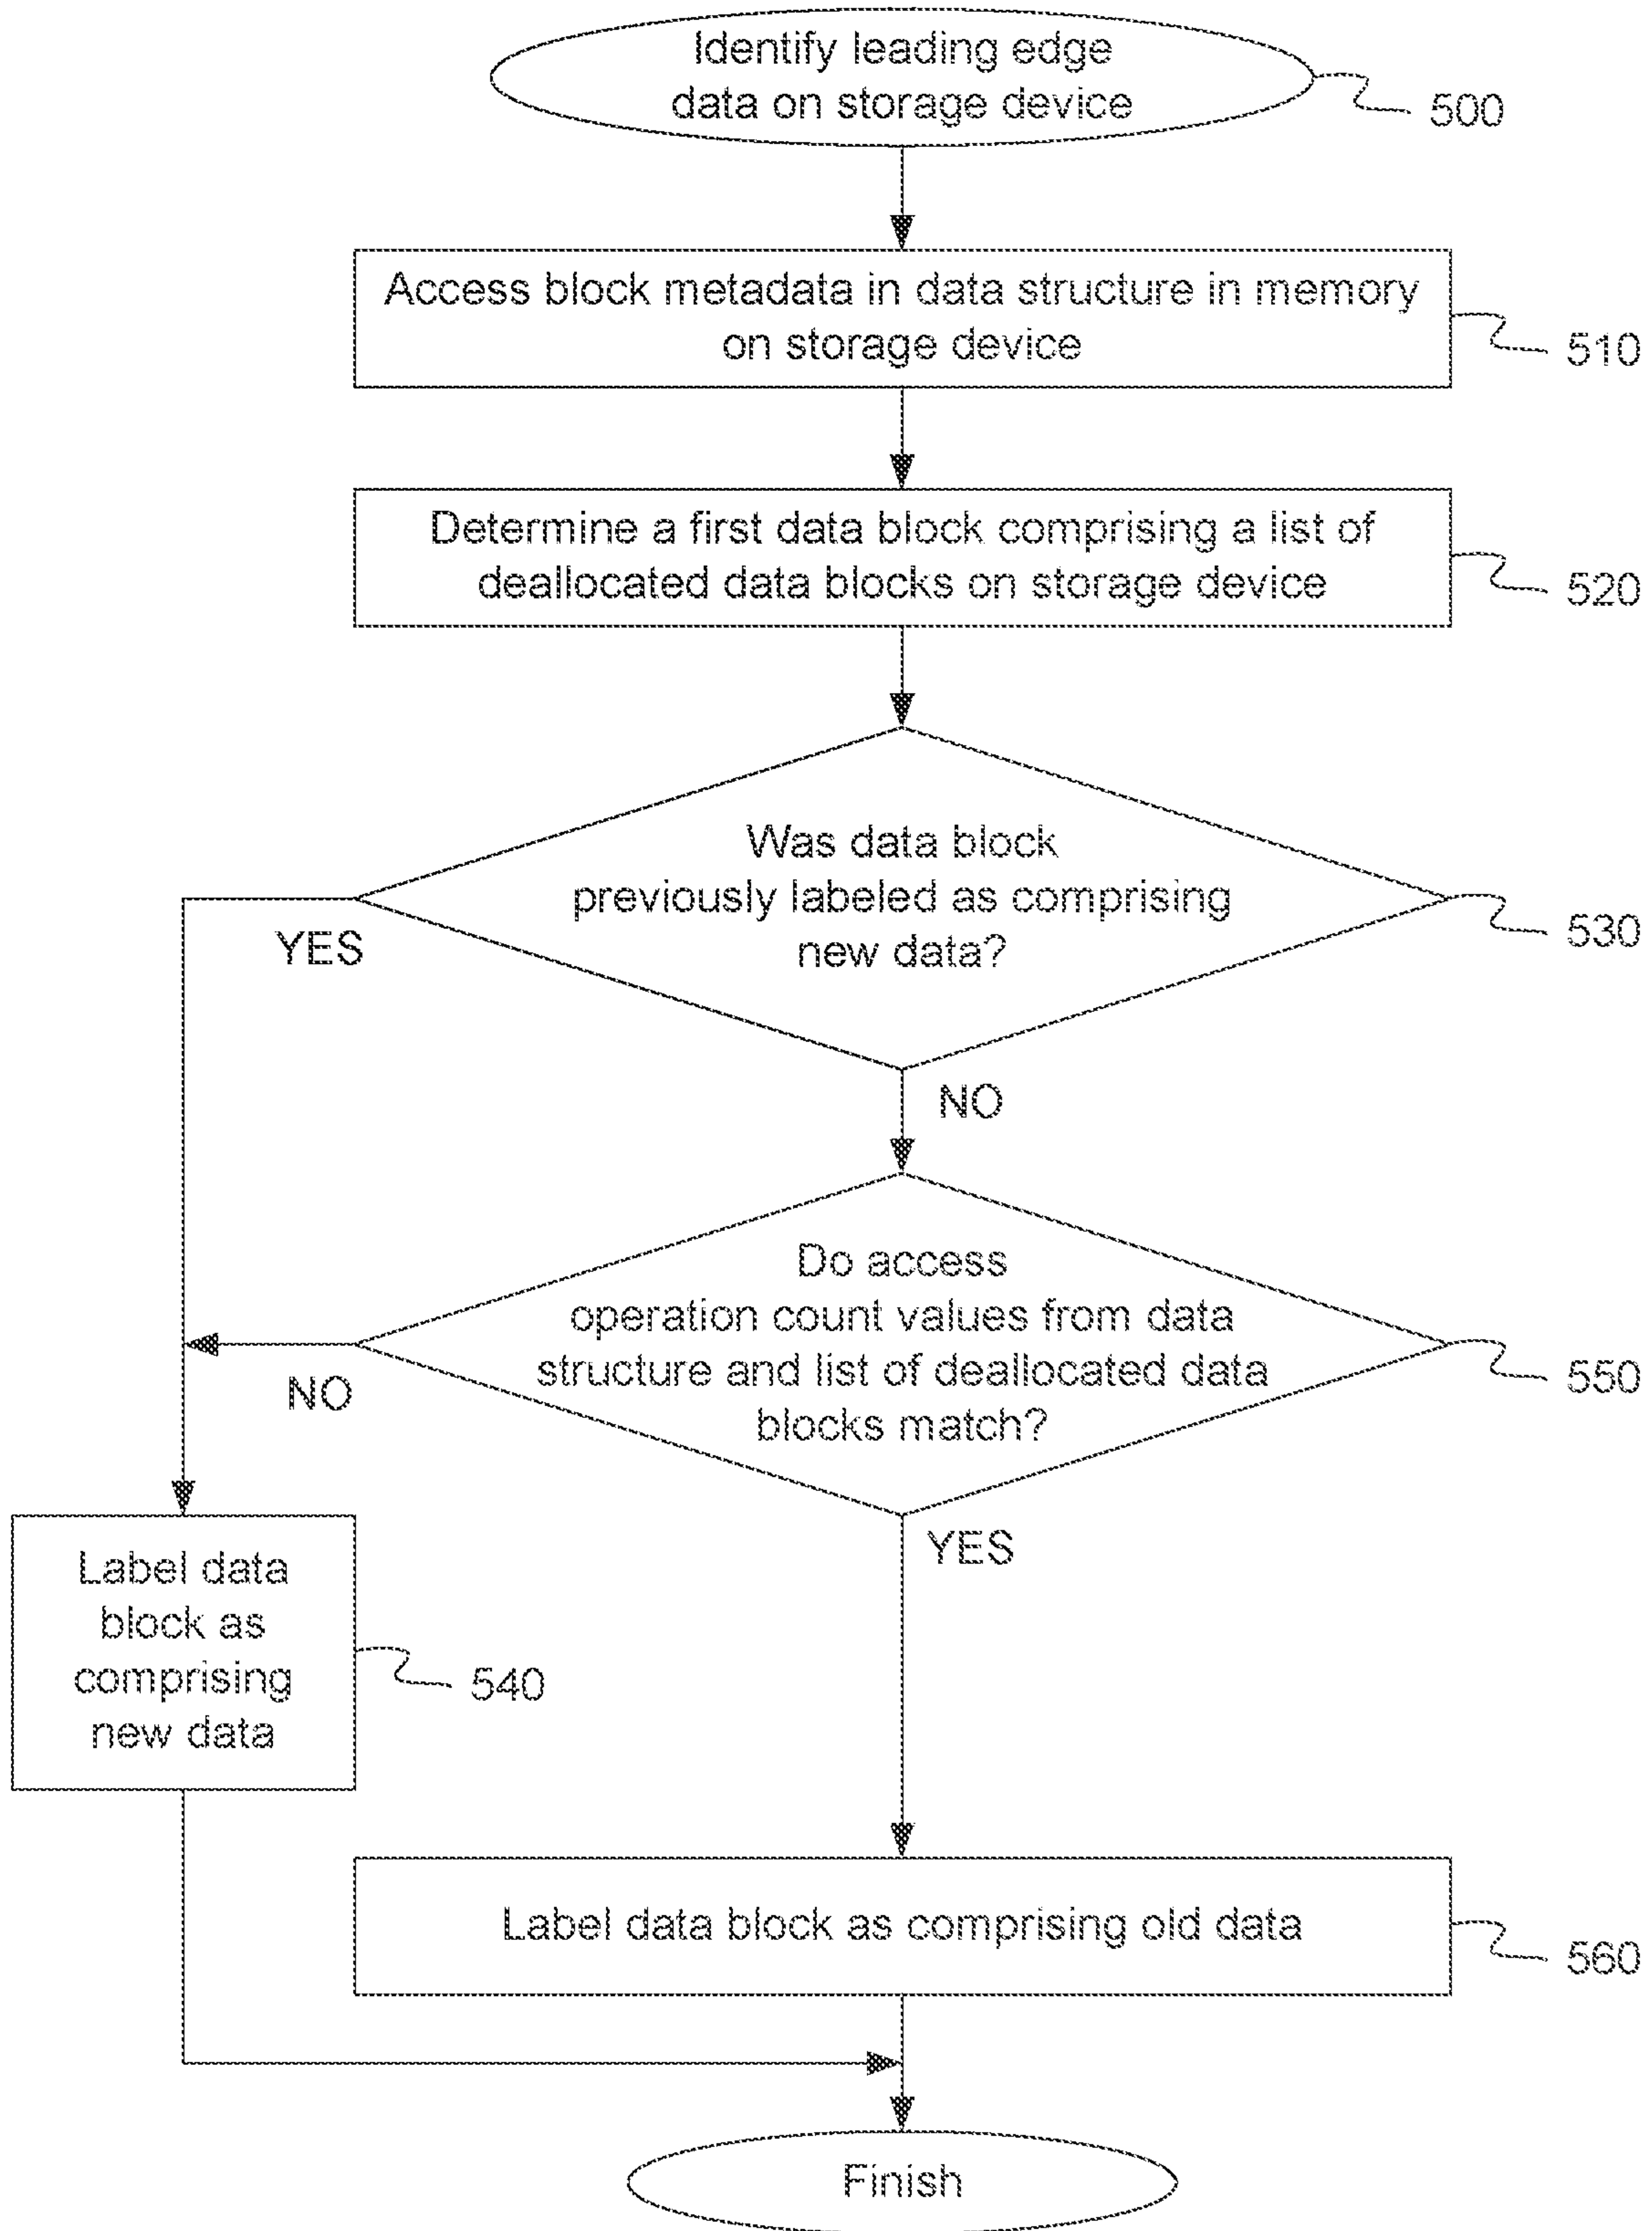 Identify leading edge
data on storage device
500
Access block metadata in data structure in memory
on storage device
510
Determine a first data block comprising a list of
deallocated data blocks on storage device
520
Was data block
previously labeled as comprising
new data?
530
YES
NO
Do access
operation count values from data
structure and list of deallocated data
blocks match?
550
NO
YES
Label data
block as
comprising
new data
540
Label data block as comprising old data
560
Finish